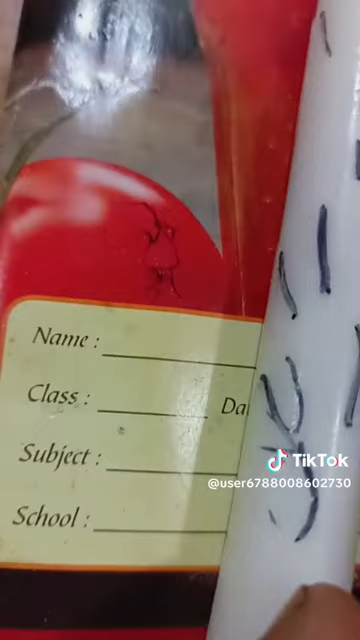 Name :
Class :
Subject :
School :
TikTok
@user6788008602730